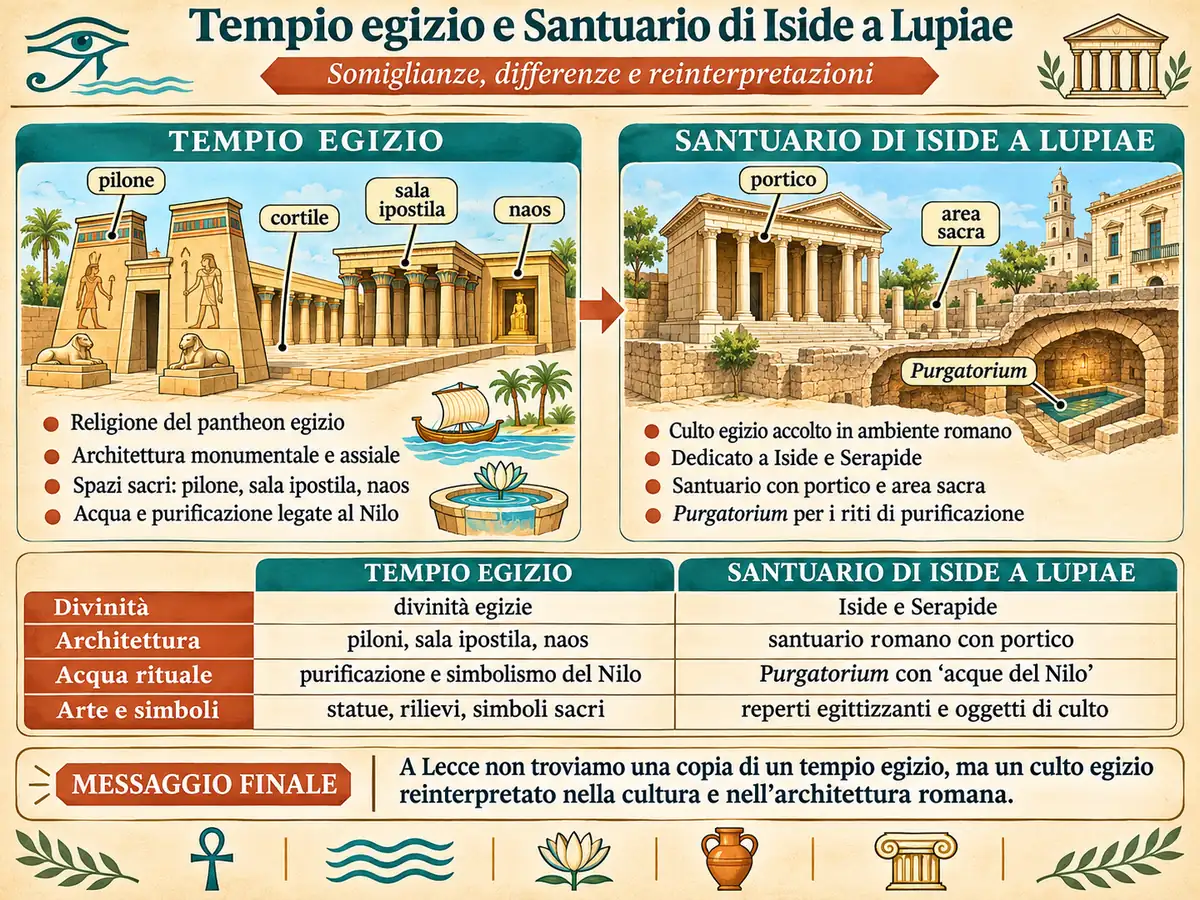 Tempio egizio e Santuario di Iside a Lupiae
Somiglianze, differenze e reinterpretazioni
TEMPIO EGIZIO
pilone
cortile
sala
ipostila
naos
Religione del pantheon egizio
Architettura monumentale e assiale
Spazi sacri: pilone, sala ipostila, naos
Acqua e purificazione legate al Nilo
SANTUARIO DI ISIDE A LUPIAE
portico
area
sacra
Purgatorium
Culto egizio accolto in ambiente romano
Dedicato a Iside e Serapide
Santuario con portico e area sacra
Purgatorium per i riti di purificazione
TEMPIO EGIZIO SANTUARIO DI ISIDE A LUPIAE
Divinità divinità egizie Iside e Serapide
Architettura piloni, sala ipostila, naos santuario romano con portico
Acqua rituale purificazione e simbolismo del Nilo Purgatorium con ‘acque del Nilo’
Arte e simboli statue, rilievi, simboli sacri reperti egittizzanti e oggetti di culto
MESSAGGIO FINALE
A Lecce non troviamo una copia di un tempio egizio, ma un culto egizio
reinterpretato nella cultura e nell’architettura romana.